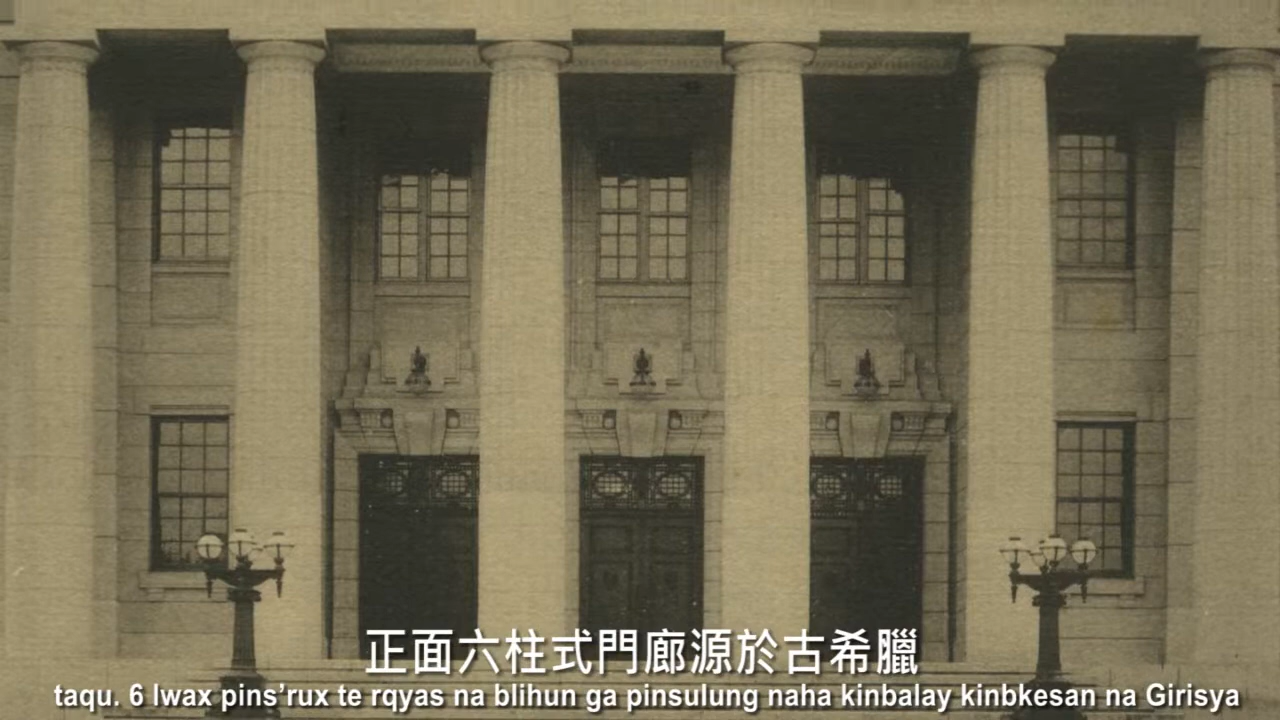 正面六柱式門廊源於古希臘
taqu. 6 lwax pins’rux te rqyas na blihun ga pinsulung naha kinbalay kinbkesan na Girisya